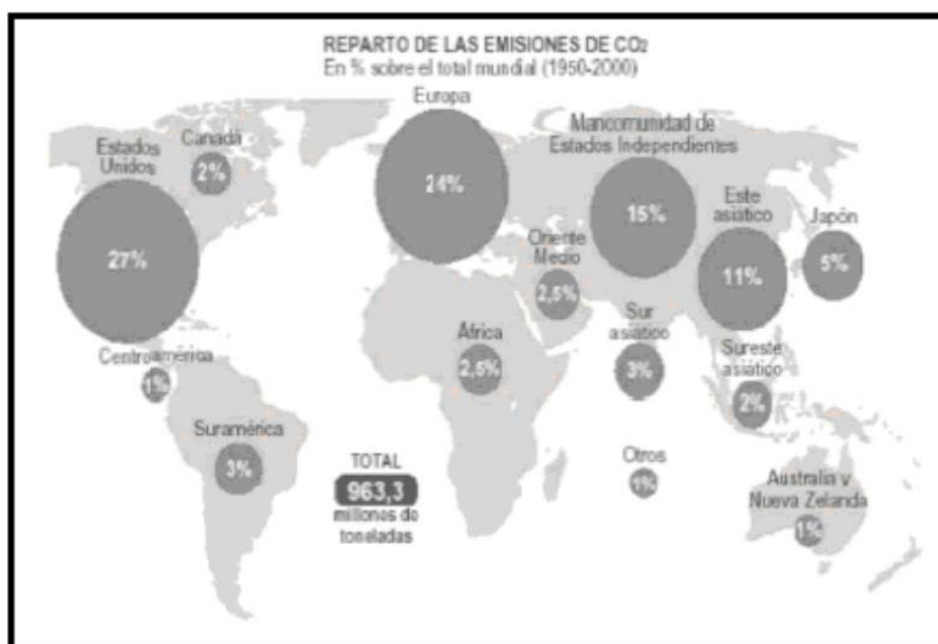 REPARTO DE LAS EMISIONES DE CO2
En % sobre el total mundial (1950-2000)
Europa
24%
Canadá
2%
Estados
Unidos
27%
Mancomunidad de
Estados Independientes
15%
Este
asiático
11%
Japón
5%
Oriente
Medio
2,5%
Sur
asiático
3%
África
2,5%
Sureste
asiático
2%
Centroamérica
1%
Suramérica
3%
TOTAL
963,3
millones de
toneladas
Otros
1%
Australia y
Nueva Zelanda
1%